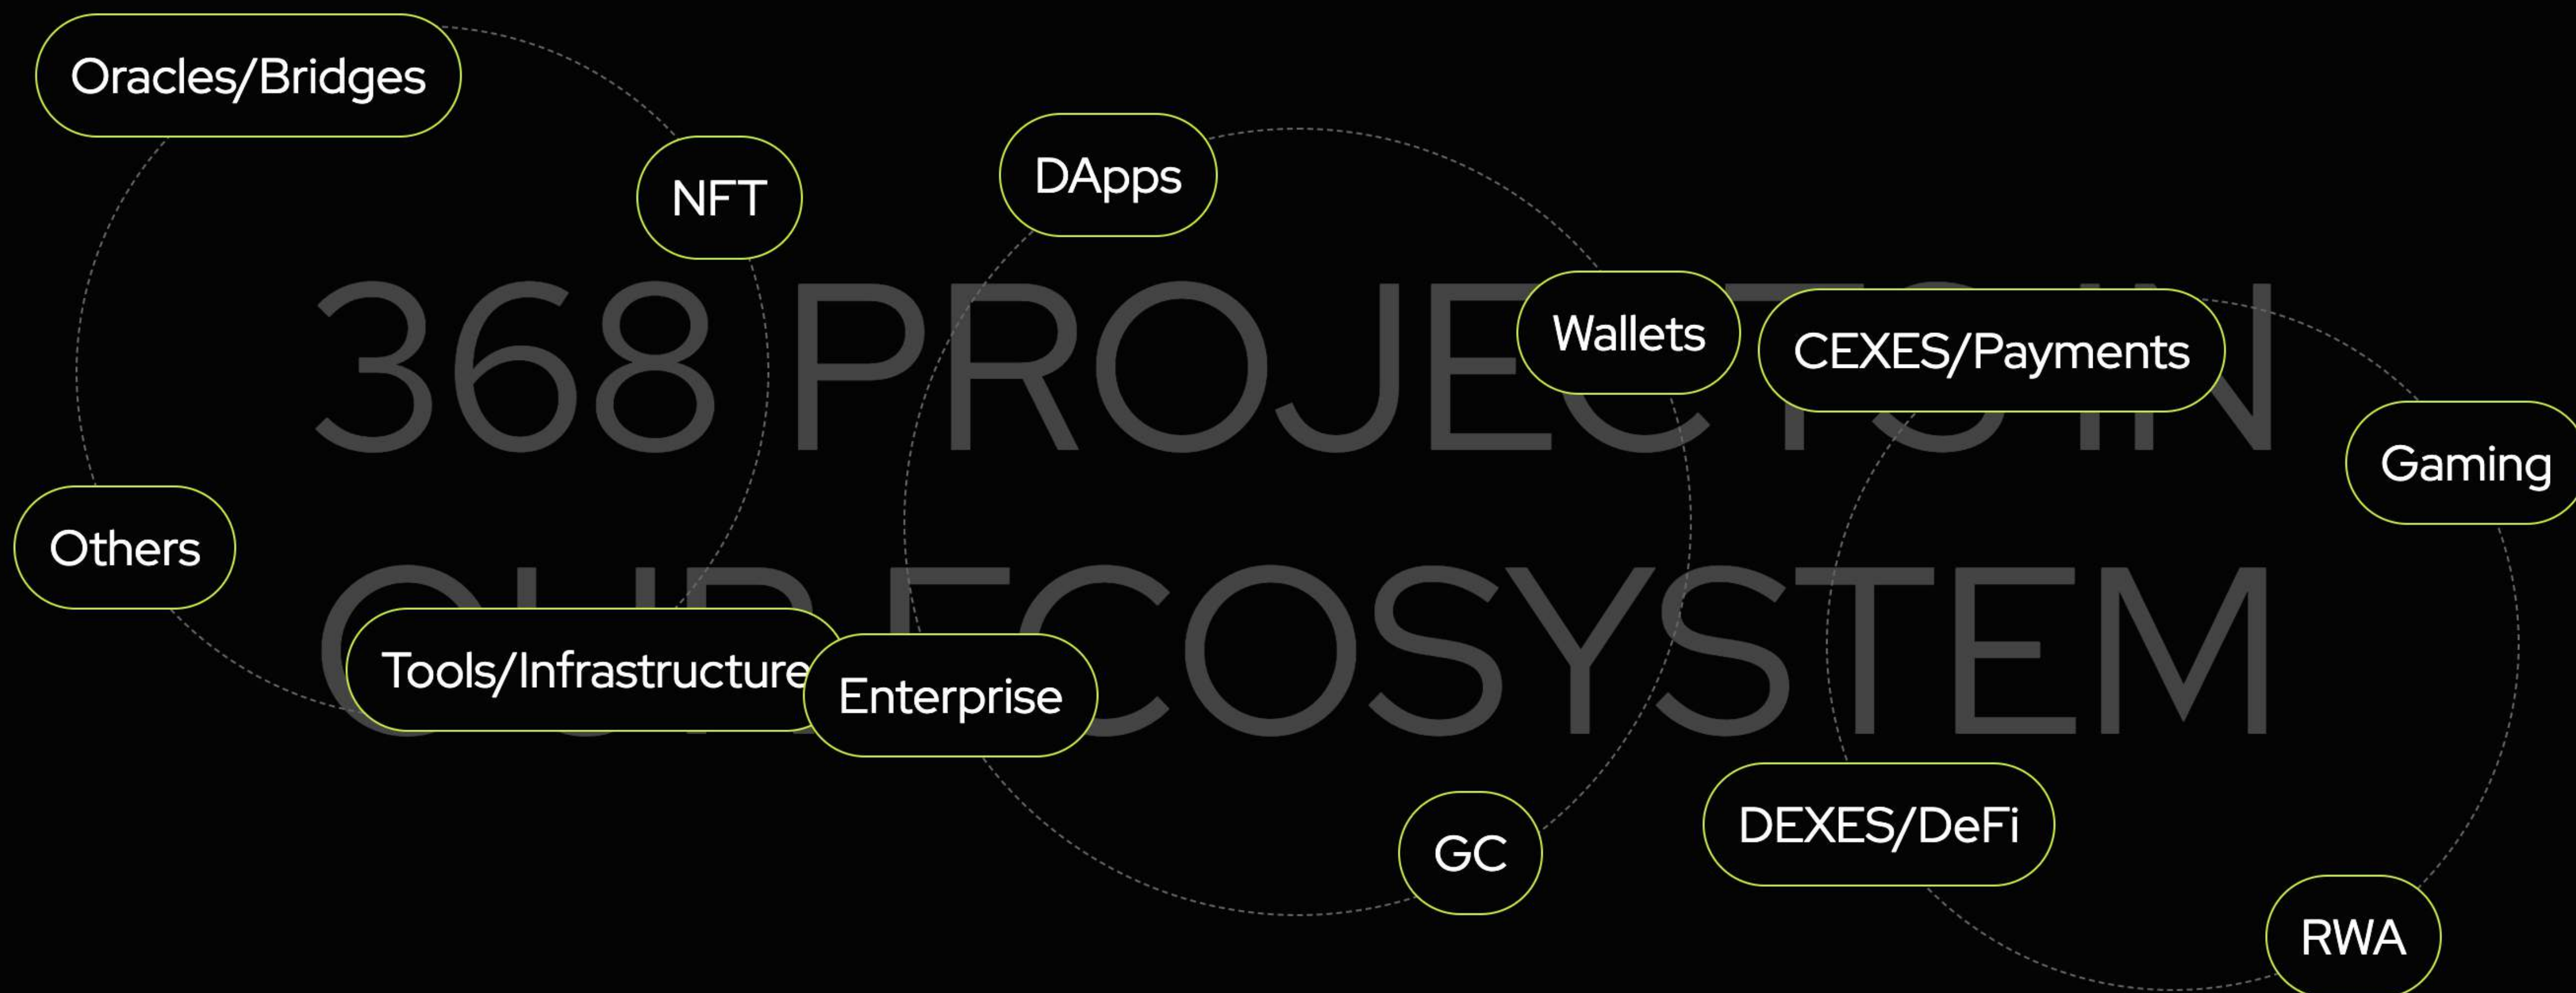 Oracles/Bridges
NFT
DApps
Wallets
CEXES/Payments
Gaming
368 PROJECTS IN
OUR ECOSYSTEM
Others
Tools/Infrastructure
Enterprise
GC
DEXES/DeFi
RWA